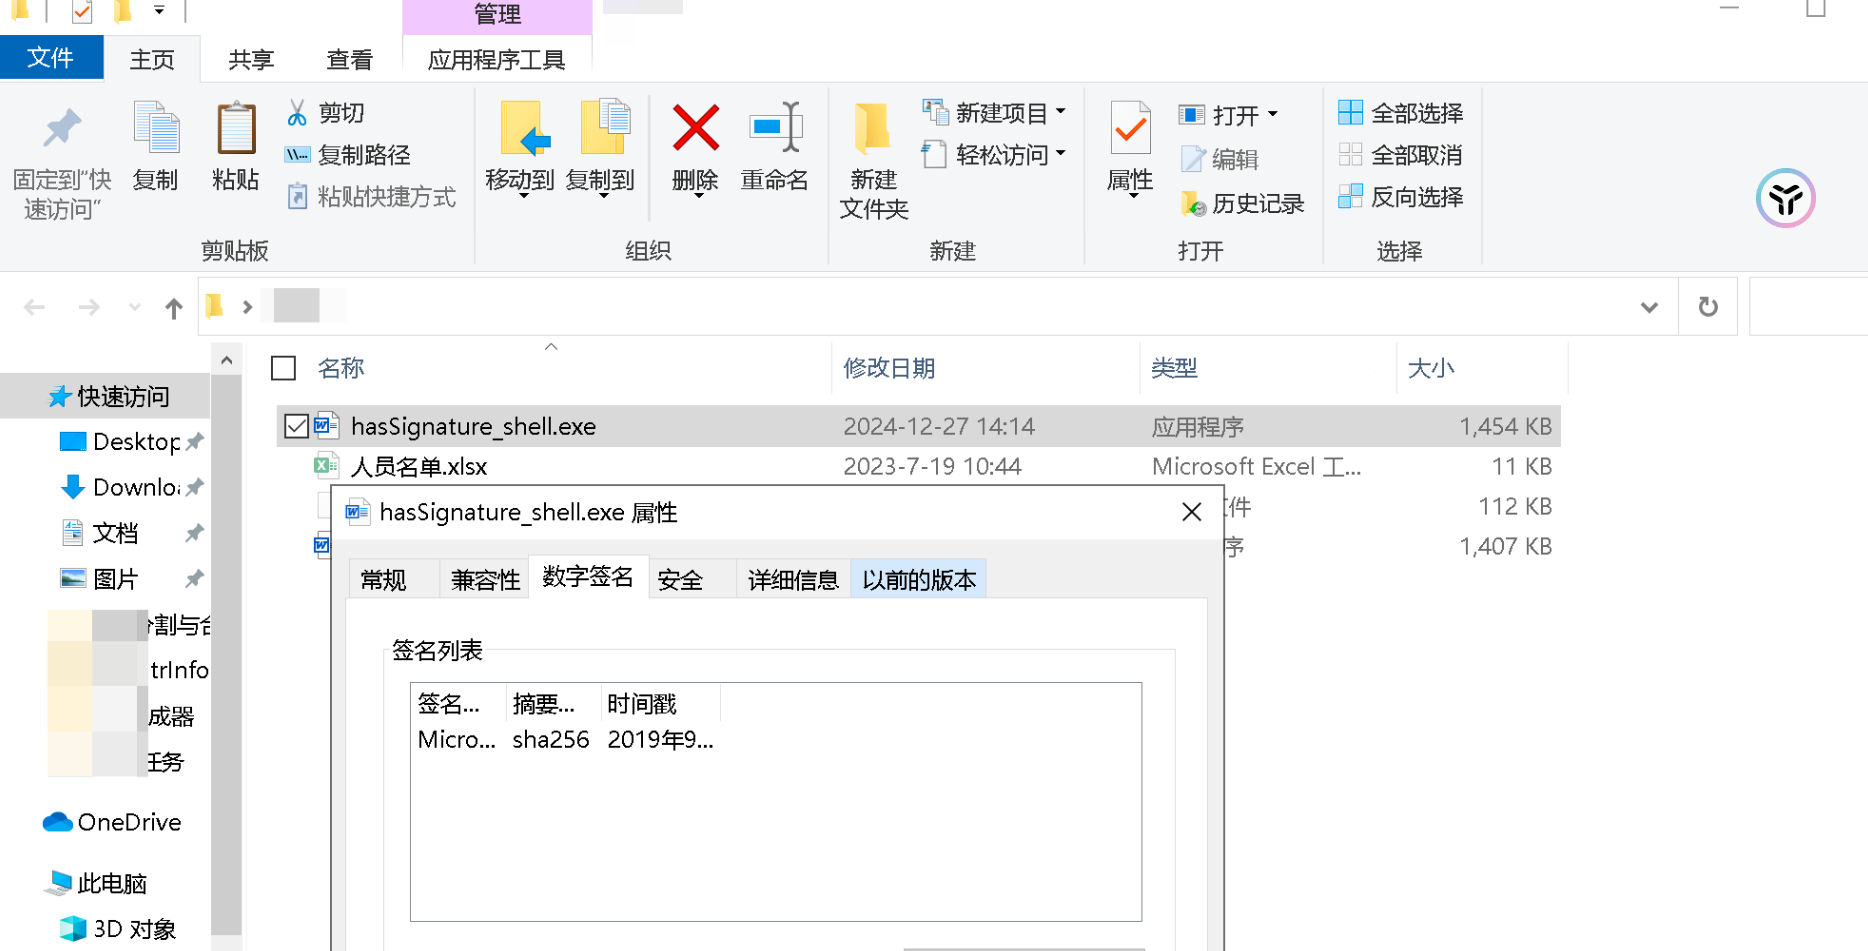 管理
文件
主页
共享
查看
应用程序工具
固定到"快
速访问"
复制
粘贴
剪切
复制路径
粘贴快捷方式
剪贴板
移动到
复制到
删除
重命名
组织
新建
文件夹
新建项目
轻松访问
新建
属性
打开
编辑
历史记录
打开
全部选择
全部取消
反向选择
选择
名称
修改日期
类型
大小
快速访问
Desktop
文档
图片
割与
trInfo
成器
任务
OneDrive
此电脑
3D 对象
hasSignature_shell.exe 2024-12-27 14:14 应用程序 1,454 KB
人员名单.xlsx 2023-7-19 10:44 Microsoft Excel 工... 11 KB
件 112 KB
序 1,407 KB
hasSignature_shell.exe 属性
常规
兼容性
数字签名
安全
详细信息
以前的版本
签名列表
签名... 摘要... 时间戳
Micro... sha256 2019年9...